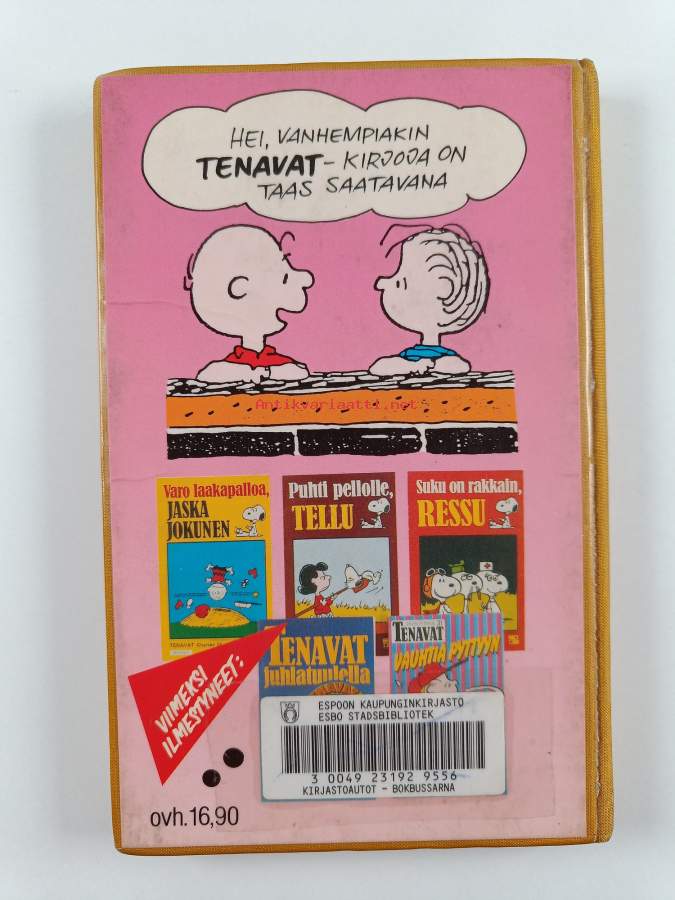 HEI, VANHEMPIAKIN
TENAVAT – KIRJOJA ON
TAAS SAATAVANA
Antikvariaatti.net
Varo laakapalloa,
JASKA
JOKUNEN
Puhti pellolle,
TELLU
Suku on rakkain,
RESSU
TENAVAT
TENAVAT
juhlatuulella
TENAVAT
VAUHTIA PYTTYYN
VIIMEKSI
ILMESTYNEET:
ESPOON KAUPUNGINKIRJASTO
ESBO STADSBIBLIOTEK
3 0049 23192 9556
KIRJASTOAUTOT – BOKBUSSARNA
ovh.16,90